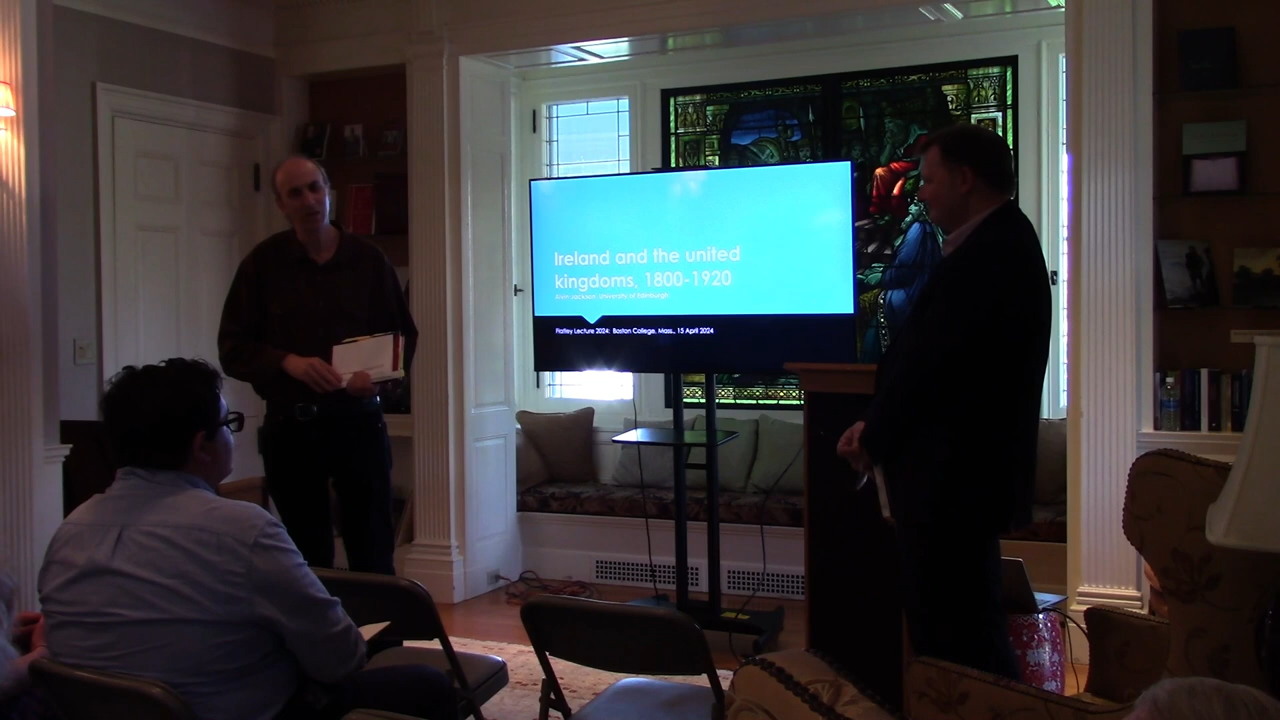 Ireland and the united
kingdoms, 1800-1920
Alvin Jackson, University of Edinburgh
Flatley Lecture 2024: Boston College, Mass., 15 April 2024